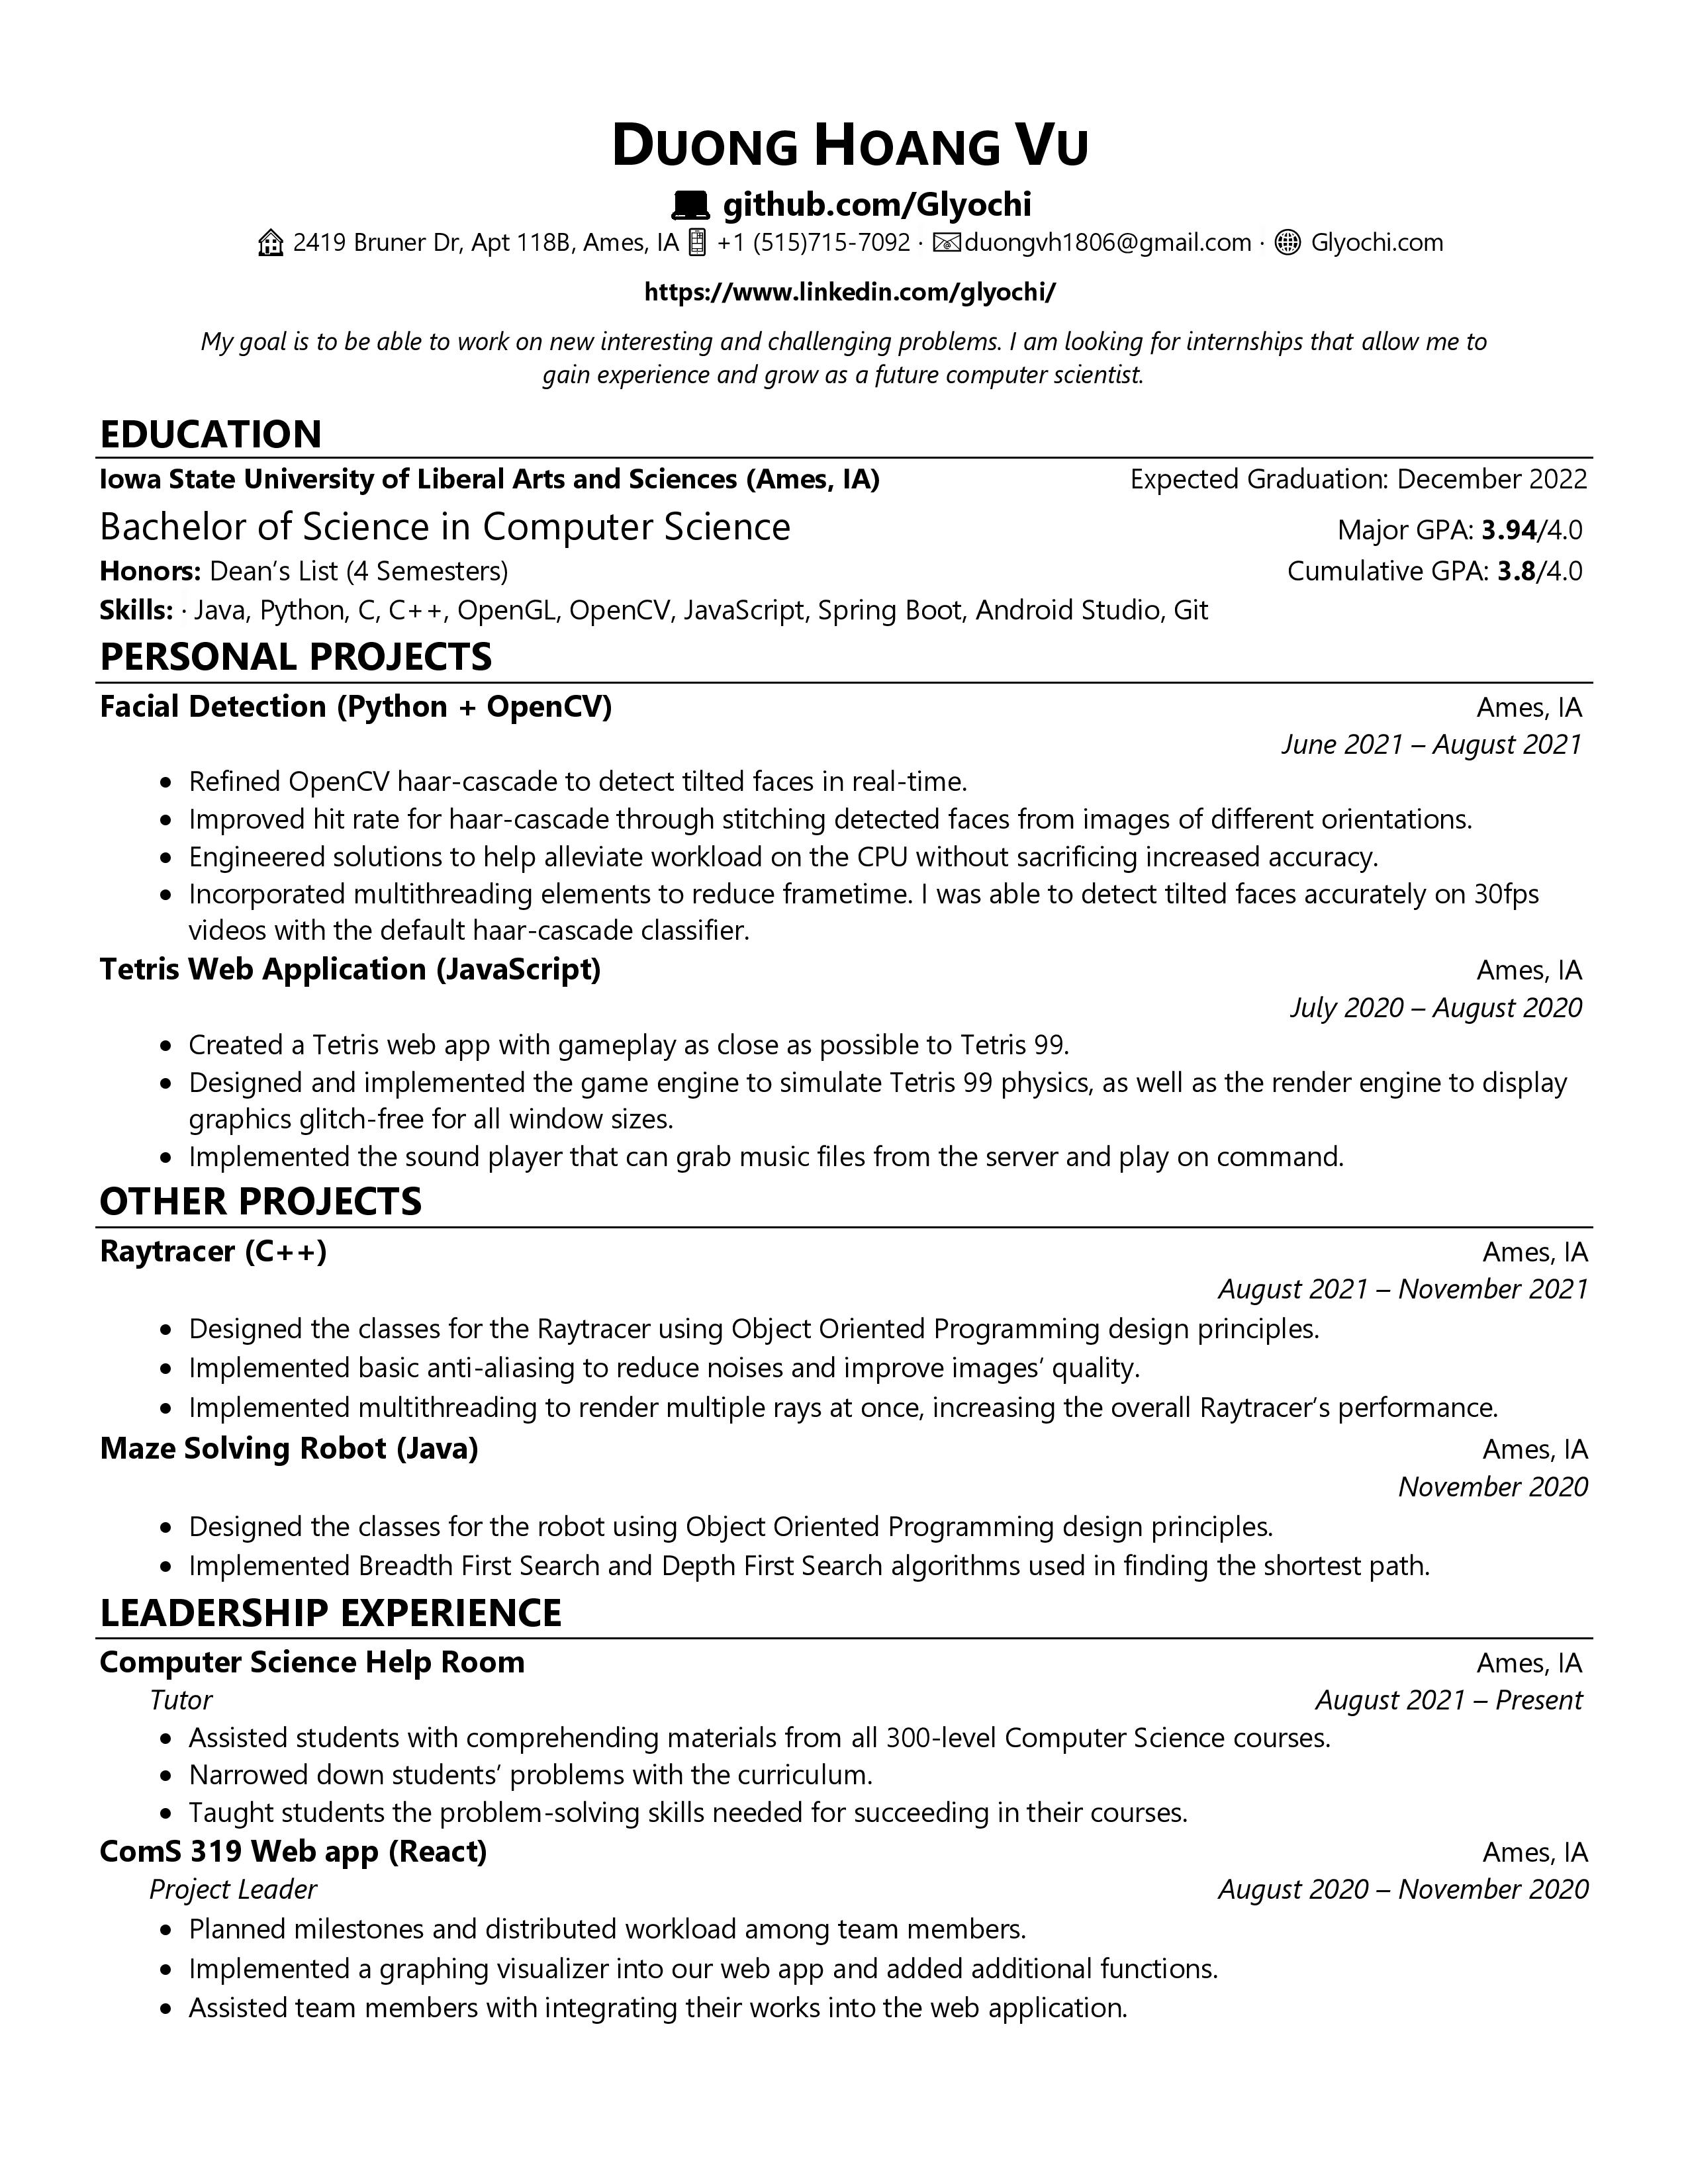 DUONG HOANG VU
github.com/Glyochi
2419 Bruner Dr, Apt 118B, Ames, IA +1 (515)715-7092 · duongvh1806@gmail.com · Glyochi.com
https://www.linkedin.com/glyochi/
My goal is to be able to work on new interesting and challenging problems. I am looking for internships that allow me to
gain experience and grow as a future computer scientist.
EDUCATION
Iowa State University of Liberal Arts and Sciences (Ames, IA) Expected Graduation: December 2022
Bachelor of Science in Computer Science Major GPA: 3.94/4.0
Honors: Dean’s List (4 Semesters) Cumulative GPA: 3.8/4.0
Skills: · Java, Python, C, C++, OpenGL, OpenCV, JavaScript, Spring Boot, Android Studio, Git
PERSONAL PROJECTS
Facial Detection (Python + OpenCV) Ames, IA
June 2021 – August 2021
• Refined OpenCV haar-cascade to detect tilted faces in real-time.
• Improved hit rate for haar-cascade through stitching detected faces from images of different orientations.
• Engineered solutions to help alleviate workload on the CPU without sacrificing increased accuracy.
• Incorporated multithreading elements to reduce frametime. I was able to detect tilted faces accurately on 30fps
videos with the default haar-cascade classifier.
Tetris Web Application (JavaScript) Ames, IA
July 2020 – August 2020
• Created a Tetris web app with gameplay as close as possible to Tetris 99.
• Designed and implemented the game engine to simulate Tetris 99 physics, as well as the render engine to display
graphics glitch-free for all window sizes.
• Implemented the sound player that can grab music files from the server and play on command.
OTHER PROJECTS
Raytracer (C++) Ames, IA
August 2021 – November 2021
• Designed the classes for the Raytracer using Object Oriented Programming design principles.
• Implemented basic anti-aliasing to reduce noises and improve images’ quality.
• Implemented multithreading to render multiple rays at once, increasing the overall Raytracer’s performance.
Maze Solving Robot (Java) Ames, IA
November 2020
• Designed the classes for the robot using Object Oriented Programming design principles.
• Implemented Breadth First Search and Depth First Search algorithms used in finding the shortest path.
LEADERSHIP EXPERIENCE
Computer Science Help Room Ames, IA
Tutor August 2021 – Present
• Assisted students with comprehending materials from all 300-level Computer Science courses.
• Narrowed down students’ problems with the curriculum.
• Taught students the problem-solving skills needed for succeeding in their courses.
ComS 319 Web app (React) Ames, IA
Project Leader August 2020 – November 2020
• Planned milestones and distributed workload among team members.
• Implemented a graphing visualizer into our web app and added additional functions.
• Assisted team members with integrating their works into the web application.